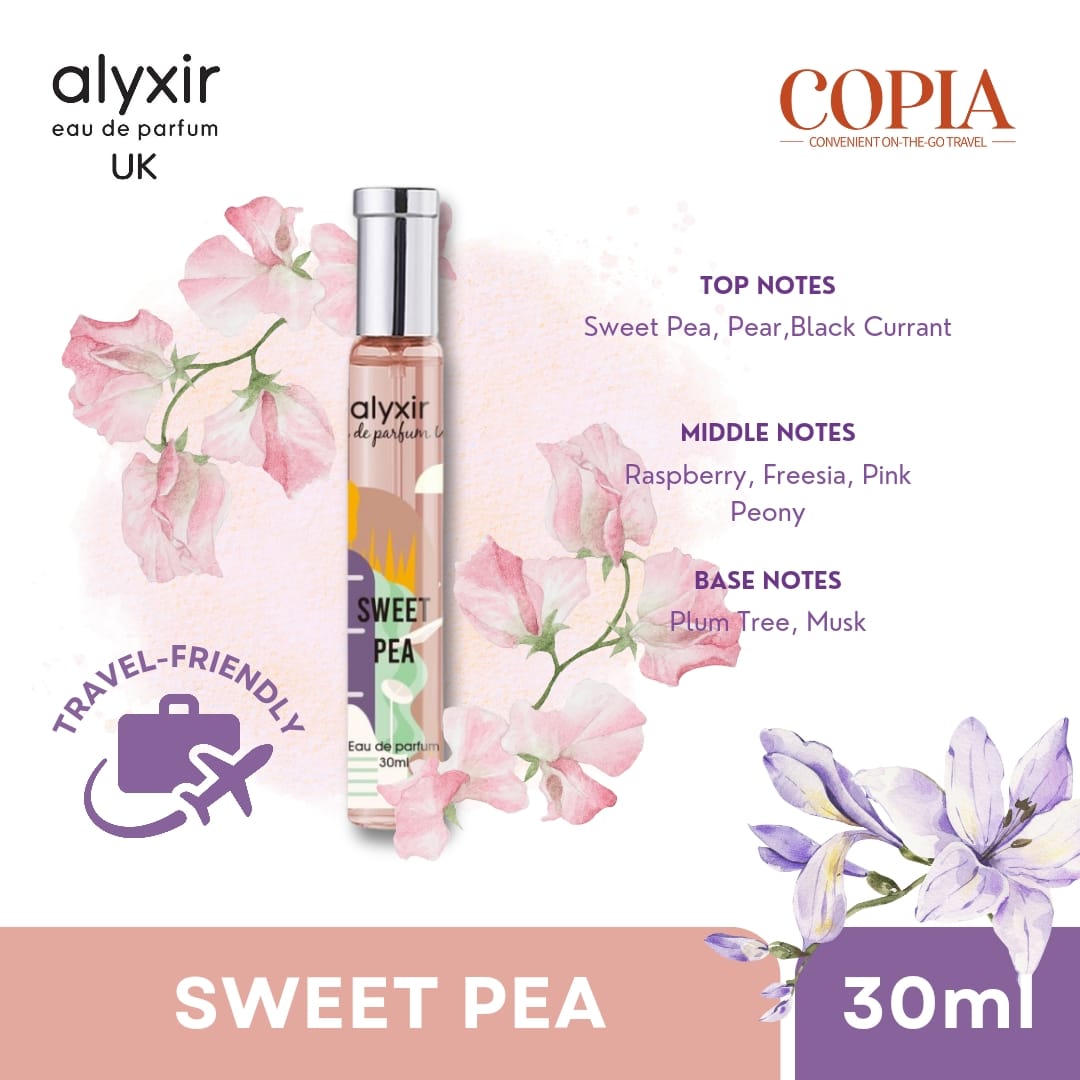 alyxir
eau de parfum
UK
COPIA
CONVENIENT ON-THE-GO TRAVEL
TOP NOTES
Sweet Pea, Pear,Black Currant
MIDDLE NOTES
Raspberry, Freesia, Pink
Peony
BASE NOTES
Plum Tree, Musk
alyxir
de parfum
SWEET
PEA
Eau de parfum
30ml
TRAVEL-FRIENDLY
SWEET PEA
30ml